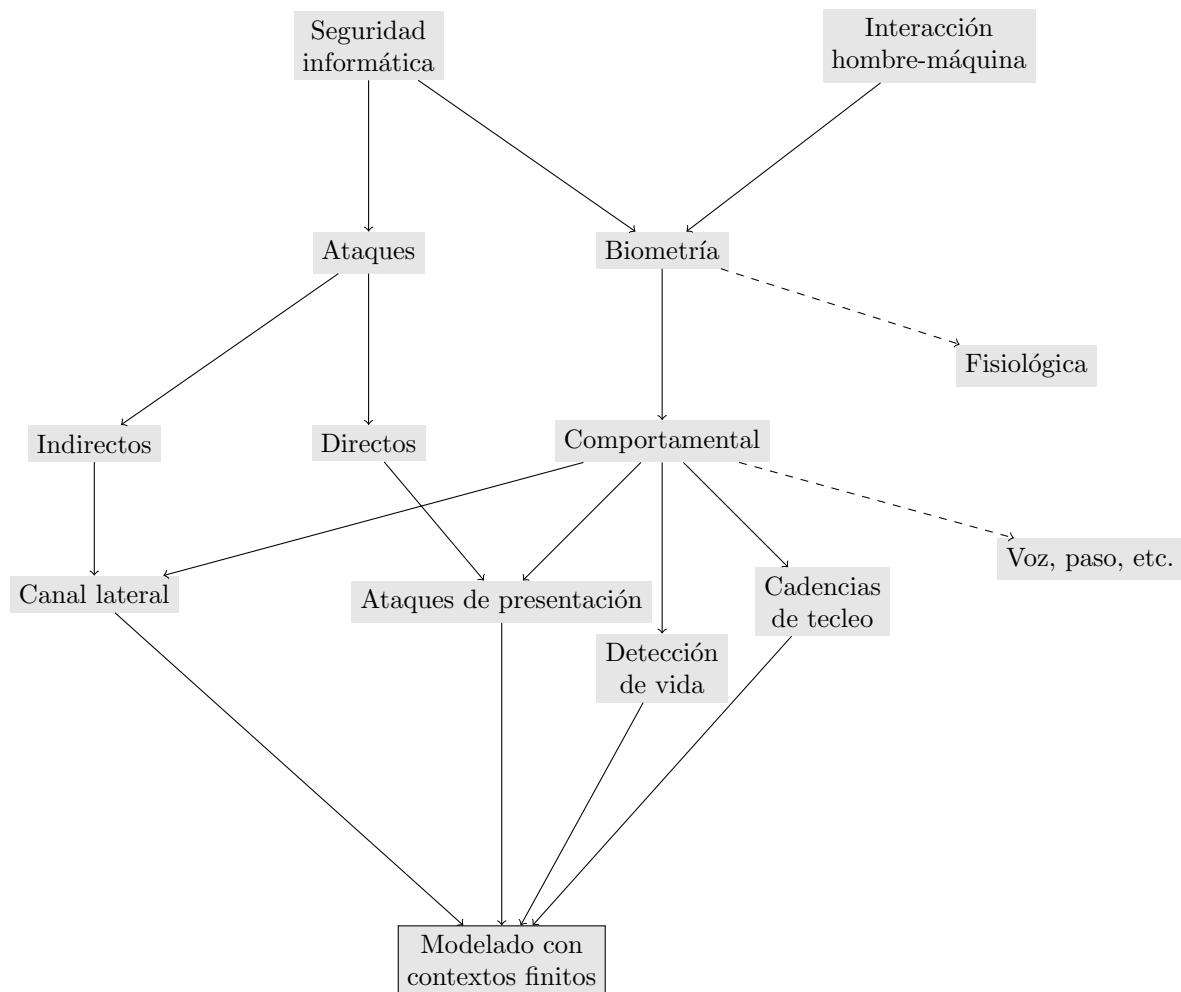 Seguridad
informática
Interacción
hombre-máquina
Ataques
Biometría
Fisiológica
Indirectos
Directos
Comportamental
Voz, paso, etc.
Canal lateral
Ataques de presentación
Cadencias
de tecleo
Detección
de vida
Modelado con
contextos finitos